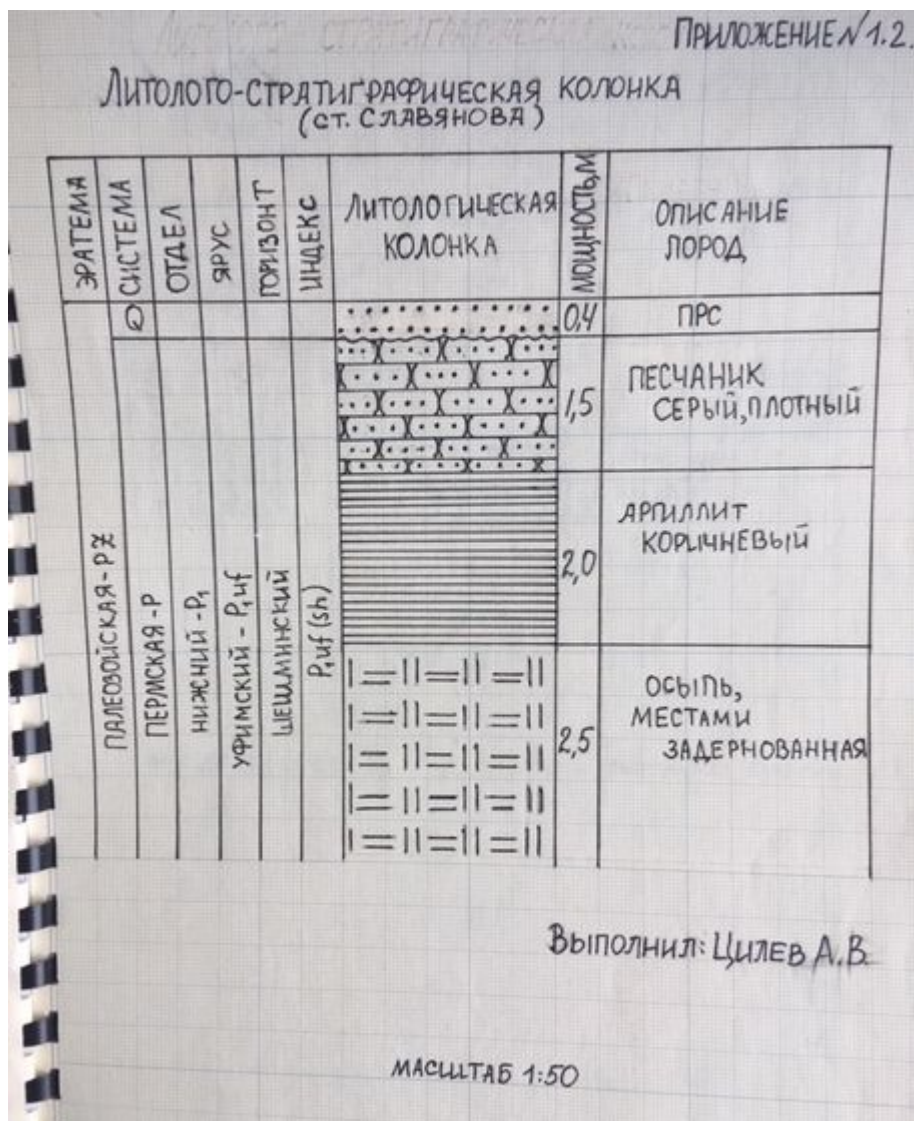 ПРИЛОЖЕНИЕ №1.2.
ЛИТОЛОГО-СТРАТИГРАФИЧЕСКАЯ КОЛОНКА
(СТ. СЛАВЯНОВА)
ЭРАТЕМА
СИСТЕМА
ОТДЕЛ
ЯРУС
ГОРИЗОНТ
ИНДЕКС
ЛИТОЛОГИЧЕСКАЯ
КОЛОНКА
МОЩНОСТЬ,М
ОПИСАНИЕ
ПОРОД
Q
0,4
ПРС
1,5
ПЕСЧАНИК
СЕРЫЙ, ПЛОТНЫЙ
ПАЛЕОЗОЙСКАЯ-PZ
ПЕРМСКАЯ-P
НИЖНИЙ-P₁
УФИМСКИЙ-P₁uf
ШЕШМИНСКИЙ
P₁uf(sh)
2,0
АРГИЛЛИТ
КОРИЧНЕВЫЙ
2,5
ОСЫПЬ,
МЕСТАМИ
ЗАДЕРНОВАННАЯ
ВЫПОЛНИЛ: ЦИЛЕВ А.В.
МАСШТАБ 1:50